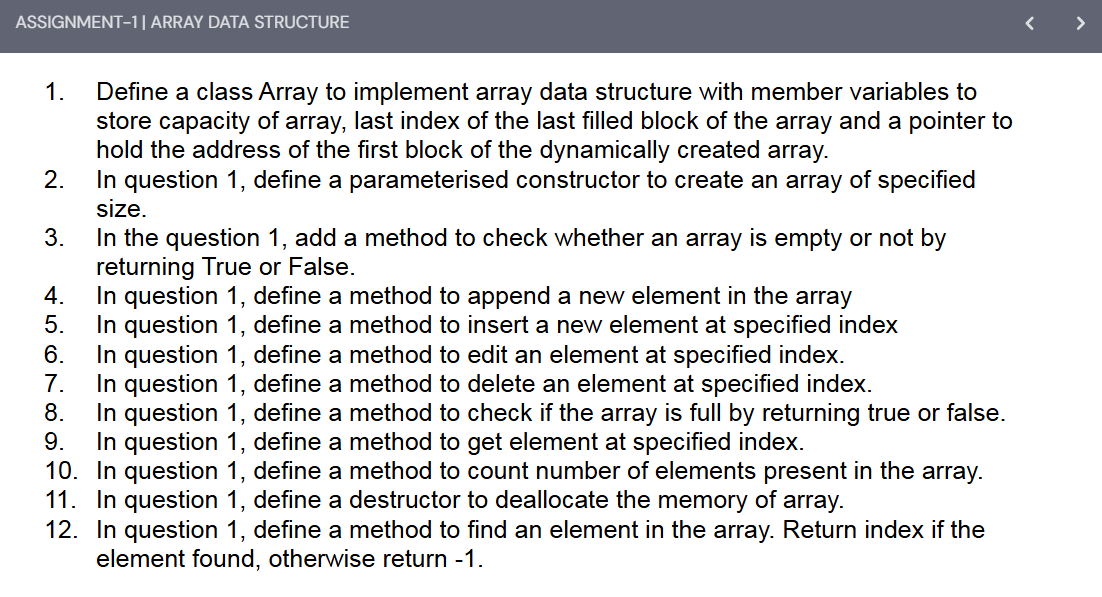 ASSIGNMENT-1| ARRAY DATA STRUCTURE
1. Define a class Array to implement array data structure with member variables to
store capacity of array, last index of the last filled block of the array and a pointer to
hold the address of the first block of the dynamically created array.
2. In question 1, define a parameterised constructor to create an array of specified
size.
3. In the question 1, add a method to check whether an array is empty or not by
returning True or False.
4. In question 1, define a method to append a new element in the array
5. In question 1, define a method to insert a new element at specified index
6. In question 1, define a method to edit an element at specified index.
7. In question 1, define a method to delete an element at specified index.
8. In question 1, define a method to check if the array is full by returning true or false.
9. In question 1, define a method to get element at specified index.
10. In question 1, define a method to count number of elements present in the array.
11. In question 1, define a destructor to deallocate the memory of array.
12. In question 1, define a method to find an element in the array. Return index if the
element found, otherwise return -1.